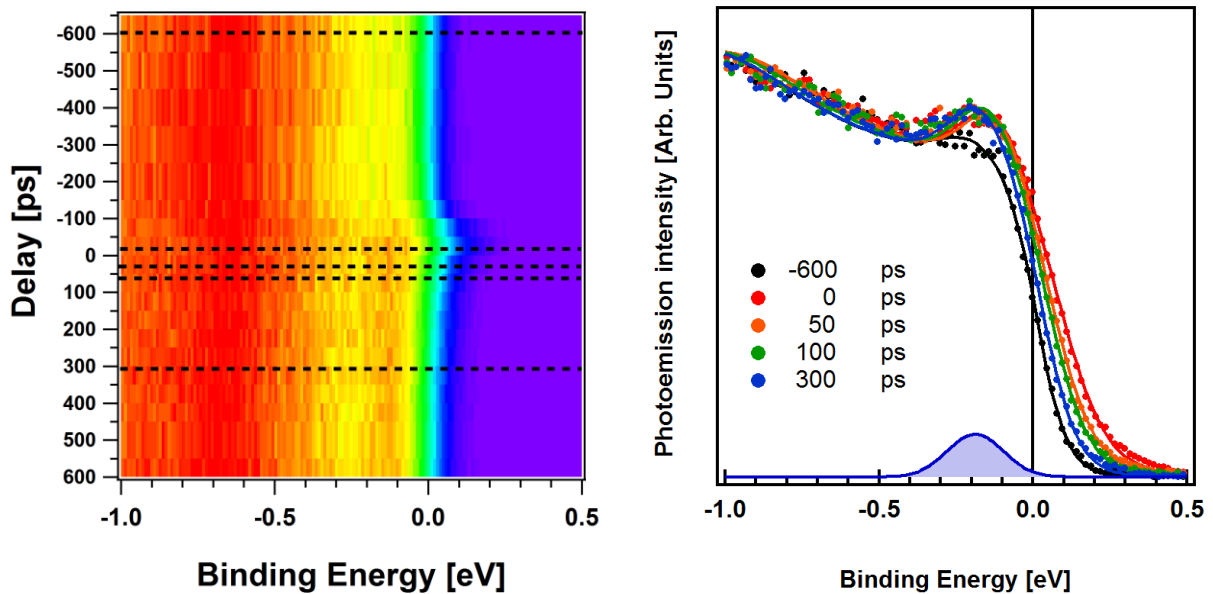 Delay [ps]
-600
-500
-400
-300
-200
-100
0
100
200
300
400
500
600
-1.0
-0.5
0.0
0.5
Binding Energy [eV]
Photoemission intensity [Arb. Units]
-600 ps
0 ps
50 ps
100 ps
300 ps
-1.0
-0.5
0.0
0.5
Binding Energy [eV]